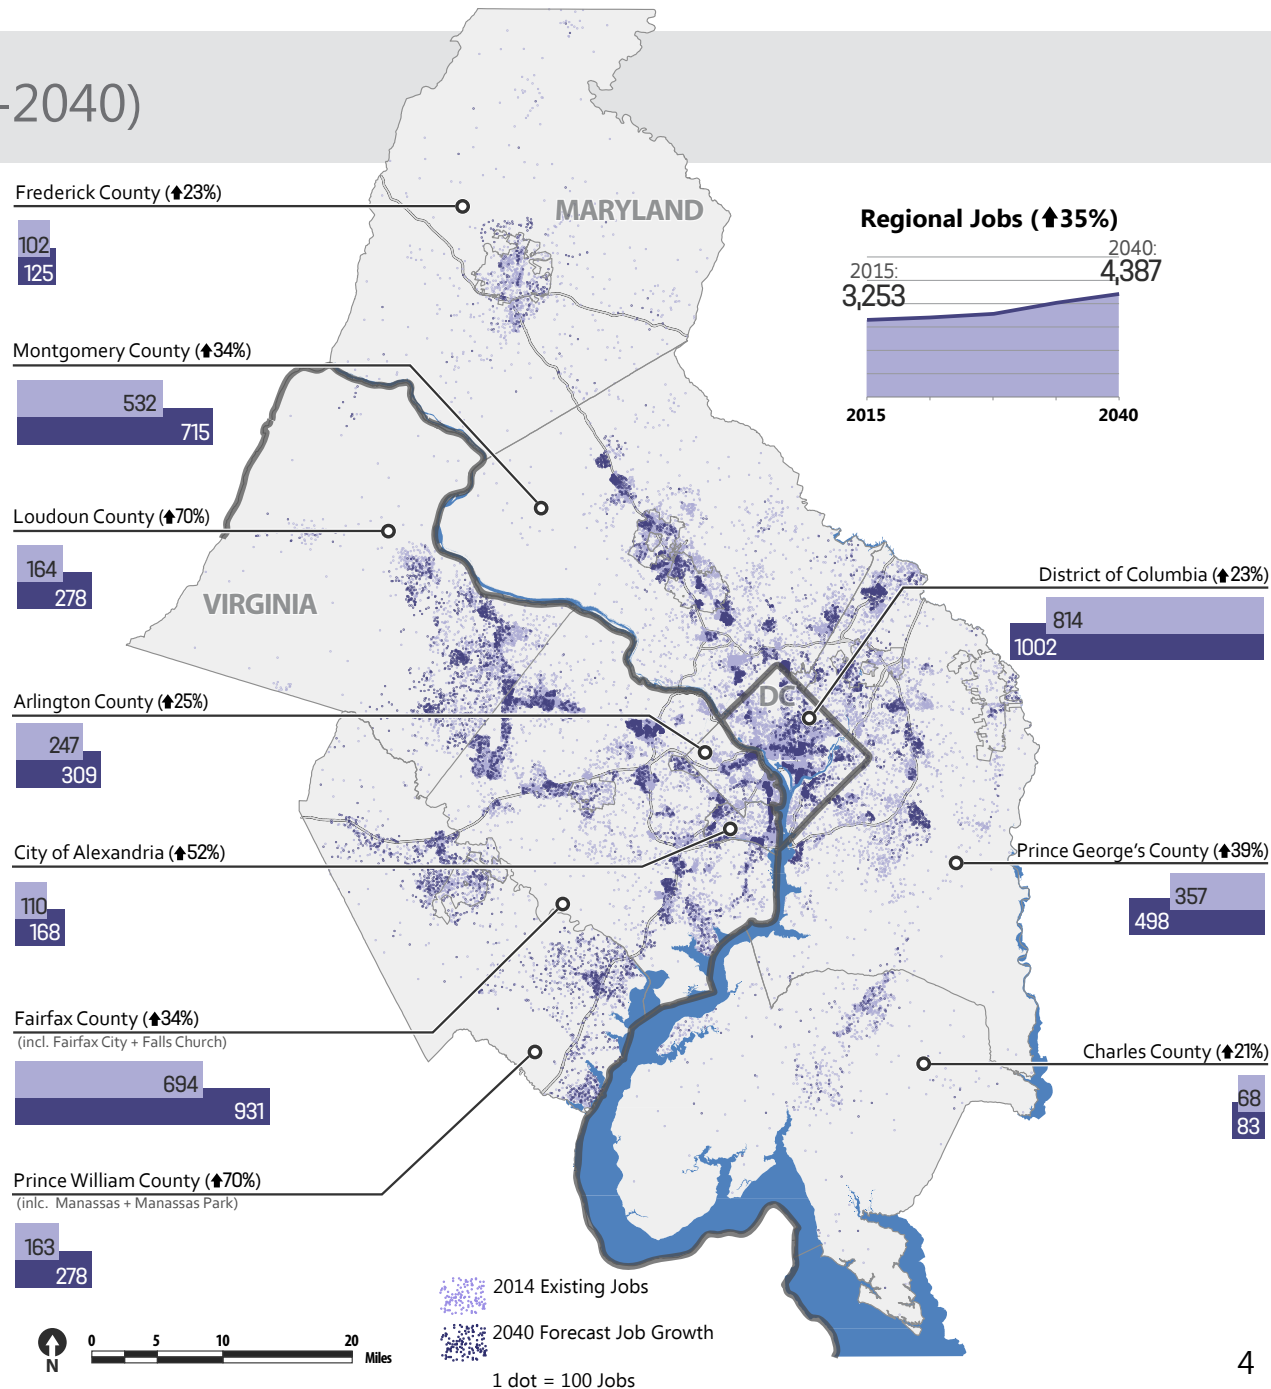 -2040)
Frederick County (⬆23%)
102
125
MARYLAND
Regional Jobs (⬆35%)
2015:
3,253
2040:
4,387
2015
2040
Montgomery County (⬆34%)
532
715
Loudoun County (⬆70%)
164
278
VIRGINIA
District of Columbia (⬆23%)
814
1002
DC
Arlington County (⬆25%)
247
309
City of Alexandria (⬆52%)
110
168
Prince George's County (⬆39%)
357
498
Fairfax County (⬆34%)
(incl. Fairfax City + Falls Church)
694
931
Charles County (⬆21%)
68
83
Prince William County (⬆70%)
(inlc. Manassas + Manassas Park)
163
278
2014 Existing Jobs
2040 Forecast Job Growth
1 dot = 100 Jobs
N
0 5 10 20
Miles
4